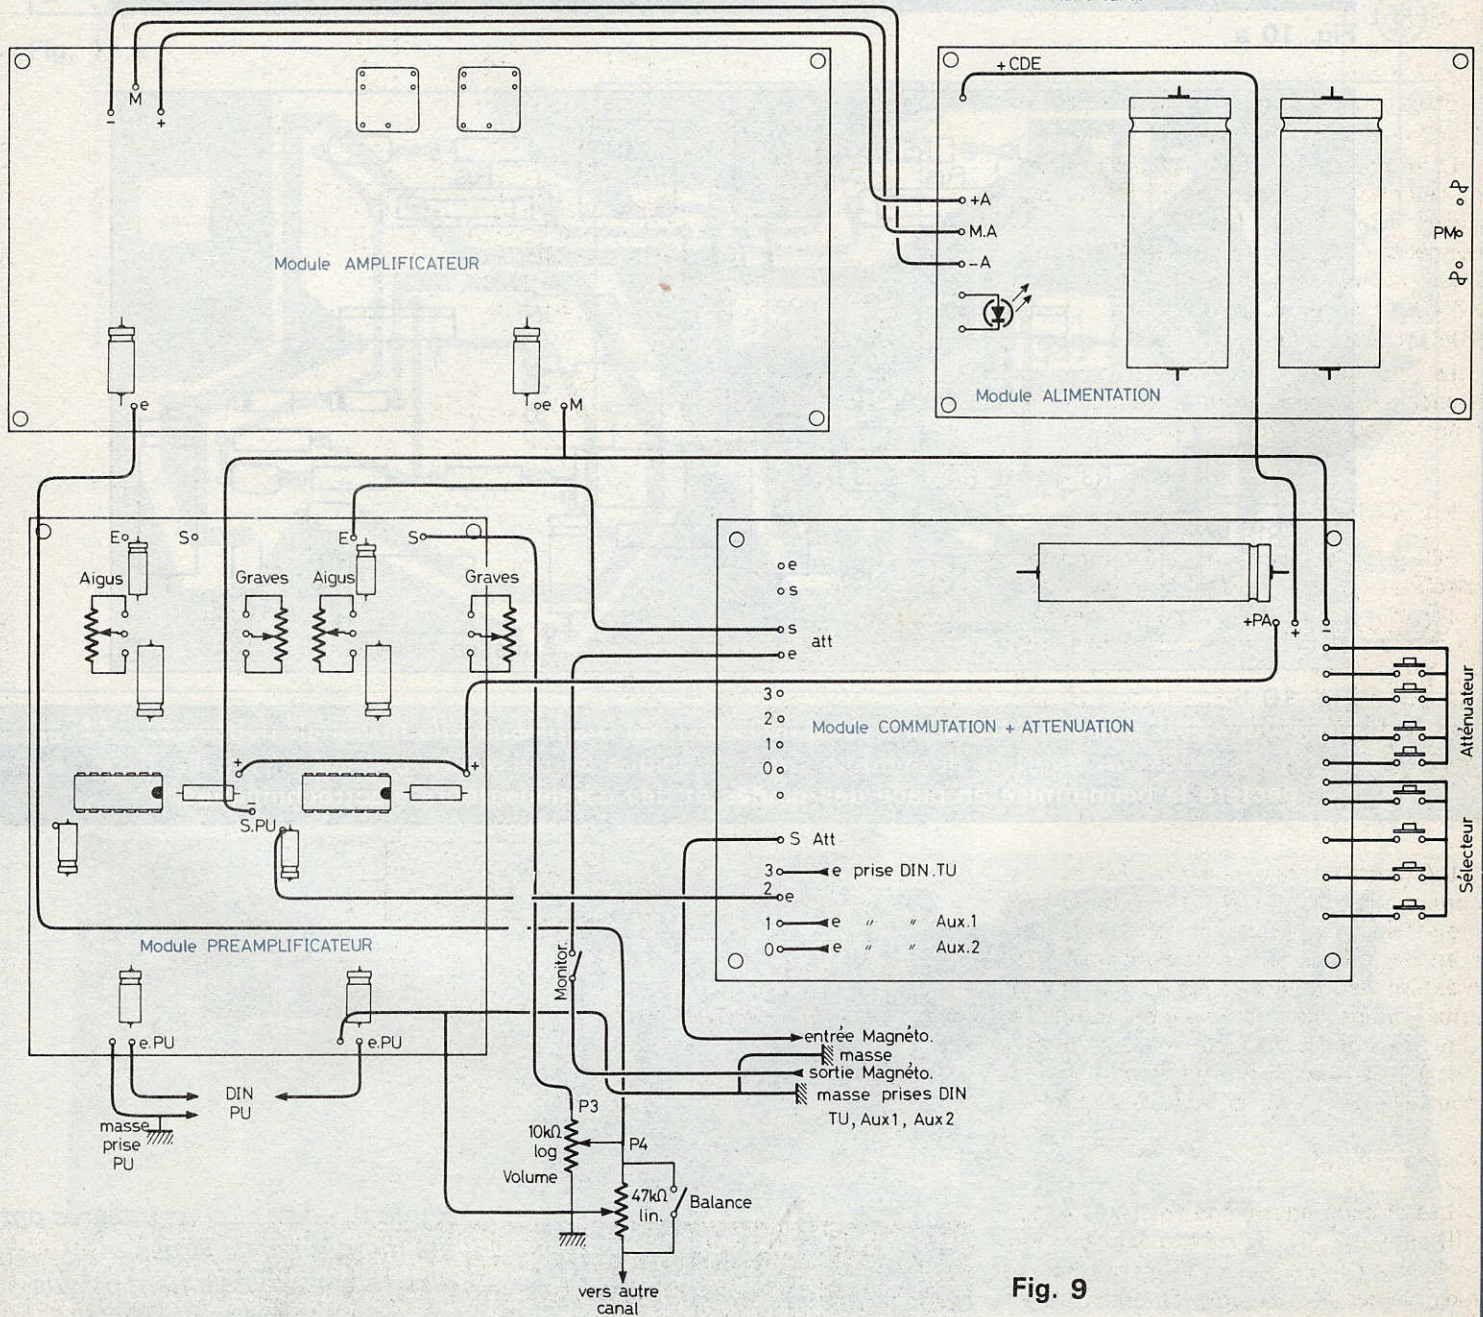 +CDE
M
- +
+A
M.A
-A
PM
Module AMPLIFICATEUR
Module ALIMENTATION
e
e M
E S
E S
Aigus
Graves
Aigus
Graves
e
s
s
att
e
+PA + -
3
2
1
0
Module COMMUTATION + ATTENUATION
Atténuateur
+
+
-
S.PU
S Att
3 e prise DIN.TU
2 e
1 e " " Aux.1
0 e " " Aux.2
Sélecteur
Module PREAMPLIFICATEUR
Monitor.
e.PU
e.PU
DIN
PU
masse
prise
PU
entrée Magnéto.
masse
sortie Magnéto.
masse prises DIN
TU, Aux1, Aux2
P3
10kΩ
log
Volume
P4
47kΩ
lin.
Balance
vers autre
canal
Fig. 9